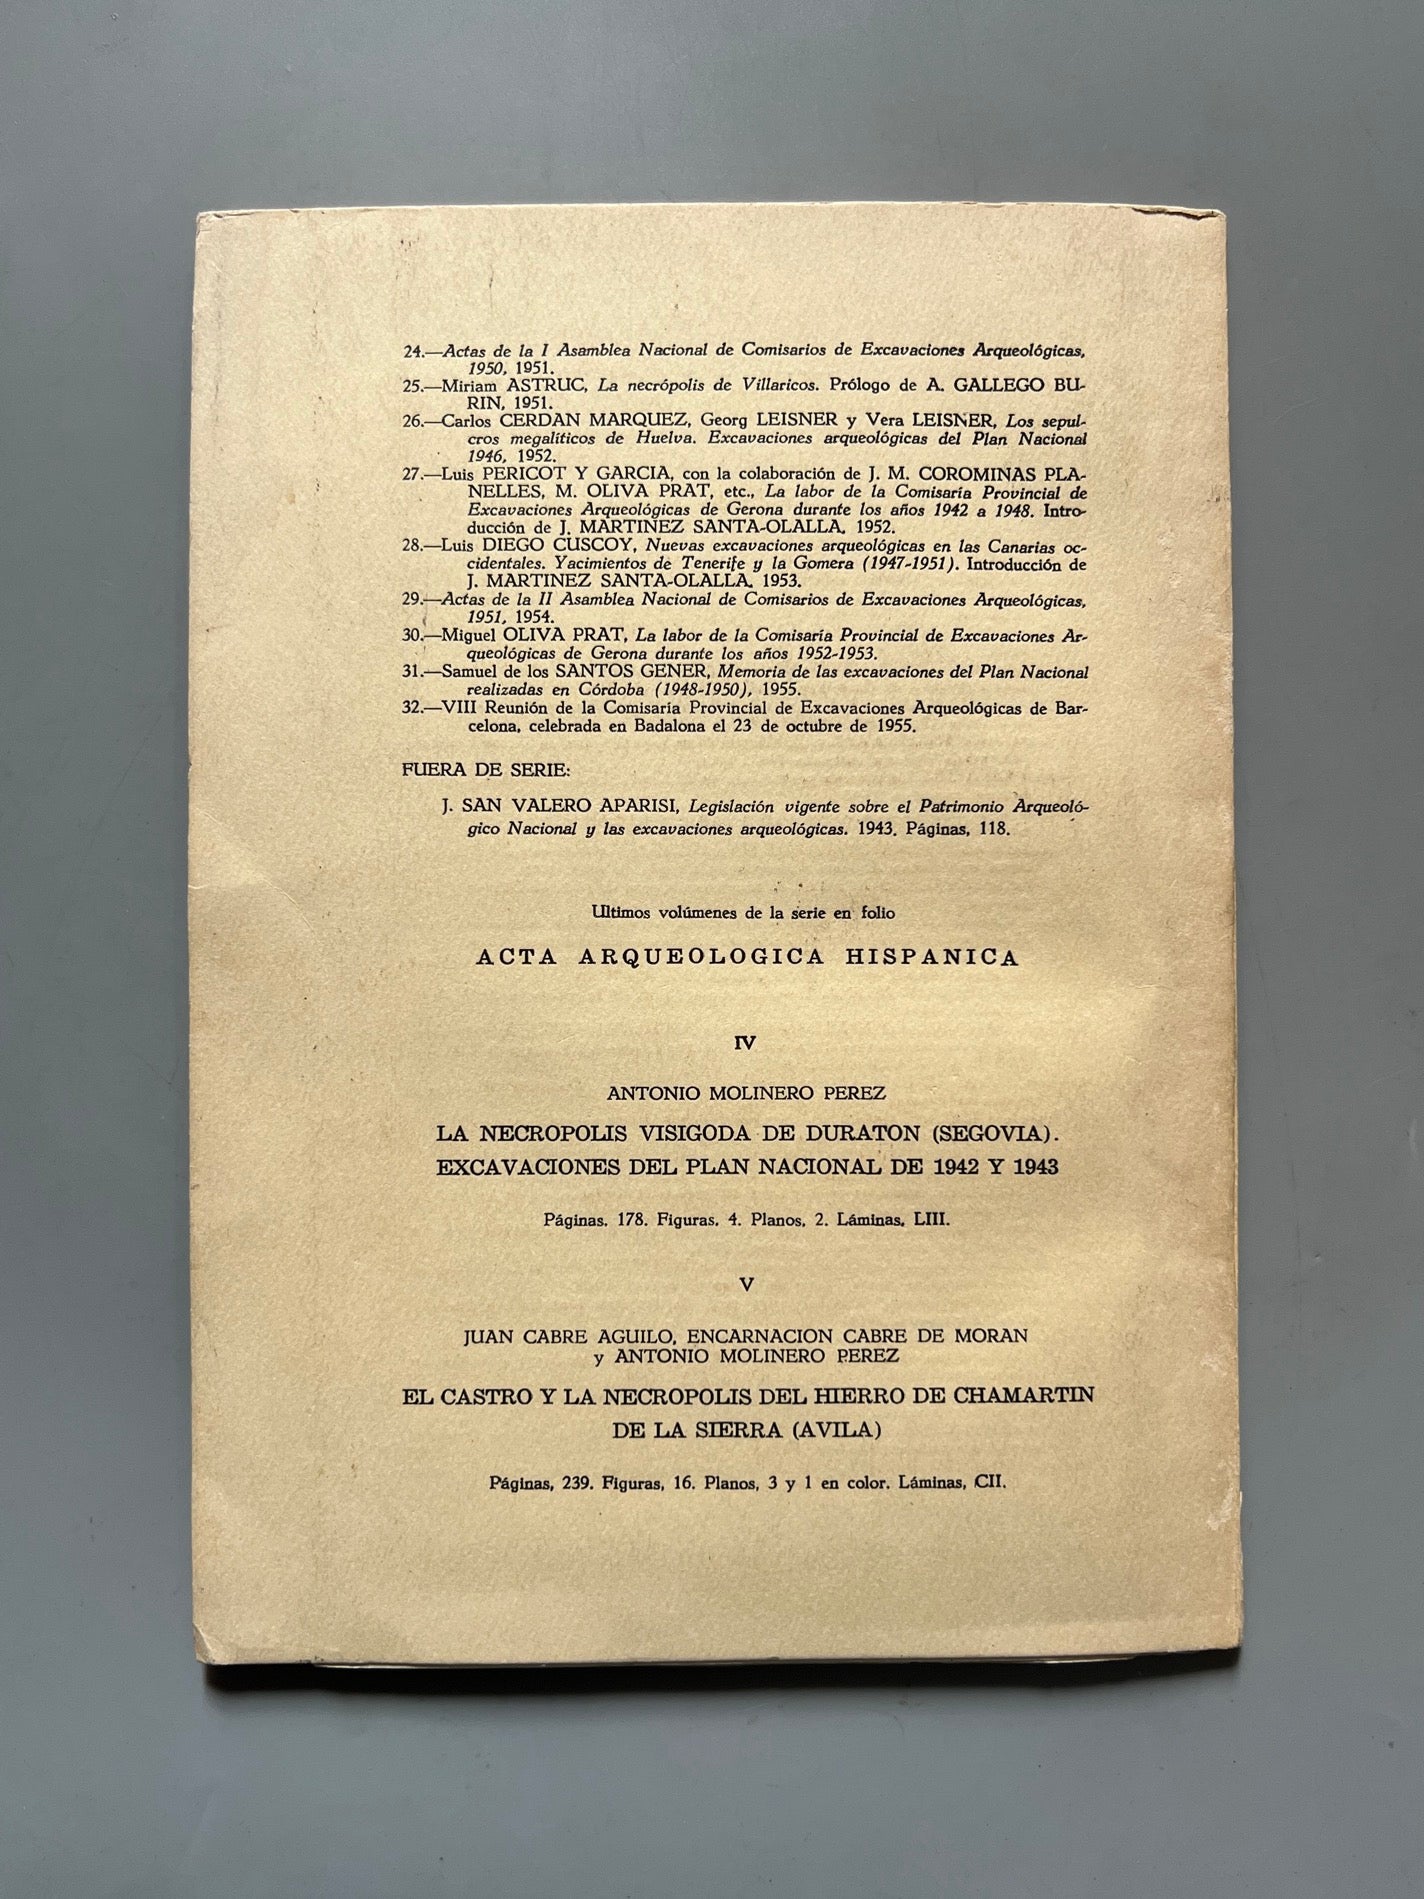 24.—Actas de la I Asamblea Nacional de Comisarios de Excavaciones Arqueológicas,
1950, 1951.
25.—Miriam ASTRUC, La necrópolis de Villaricos. Prólogo de A. GALLEGO BU-
RIN, 1951.
26.—Carlos CERDAN MARQUEZ, Georg LEISNER y Vera LEISNER, Los sepul-
cros megalíticos de Huelva. Excavaciones arqueológicas del Plan Nacional
1946, 1952.
27.—Luis PERICOT Y GARCIA, con la colaboración de J. M. COROMINAS PLA-
NELLES, M. OLIVA PRAT, etc., La labor de la Comisaría Provincial de
Excavaciones Arqueológicas de Gerona durante los años 1942 a 1948. Intro-
ducción de J. MARTINEZ SANTA-OLALLA, 1952.
28.—Luis DIEGO CUSCOY, Nuevas excavaciones arqueológicas en las Canarias oc-
cidentales. Yacimientos de Tenerife y la Gomera (1947-1951). Introducción de
J. MARTINEZ SANTA-OLALLA, 1953.
29.—Actas de la II Asamblea Nacional de Comisarios de Excavaciones Arqueológicas,
1951, 1954.
30.—Miguel OLIVA PRAT, La labor de la Comisaría Provincial de Excavaciones Ar-
queológicas de Gerona durante los años 1952-1953.
31.—Samuel de los SANTOS GENER, Memoria de las excavaciones del Plan Nacional
realizadas en Córdoba (1948-1950), 1955.
32.—VIII Reunión de la Comisaría Provincial de Excavaciones Arqueológicas de Bar-
celona, celebrada en Badalona el 23 de octubre de 1955.
FUERA DE SERIE:
J. SAN VALERO APARISI, Legislación vigente sobre el Patrimonio Arqueoló-
gico Nacional y las excavaciones arqueológicas. 1943. Páginas, 118.
Ultimos volúmenes de la serie en folio
ACTA ARQUEOLOGICA HISPANICA
IV
ANTONIO MOLINERO PEREZ
LA NECROPOLIS VISIGODA DE DURATON (SEGOVIA).
EXCAVACIONES DEL PLAN NACIONAL DE 1942 Y 1943
Páginas, 178. Figuras, 4. Planos, 2. Láminas, LIII.
V
JUAN CABRE AGUILO, ENCARNACION CABRE DE MORAN
y ANTONIO MOLINERO PEREZ
EL CASTRO Y LA NECROPOLIS DEL HIERRO DE CHAMARTIN
DE LA SIERRA (AVILA)
Páginas, 239. Figuras, 16. Planos, 3 y 1 en color. Láminas, CII.